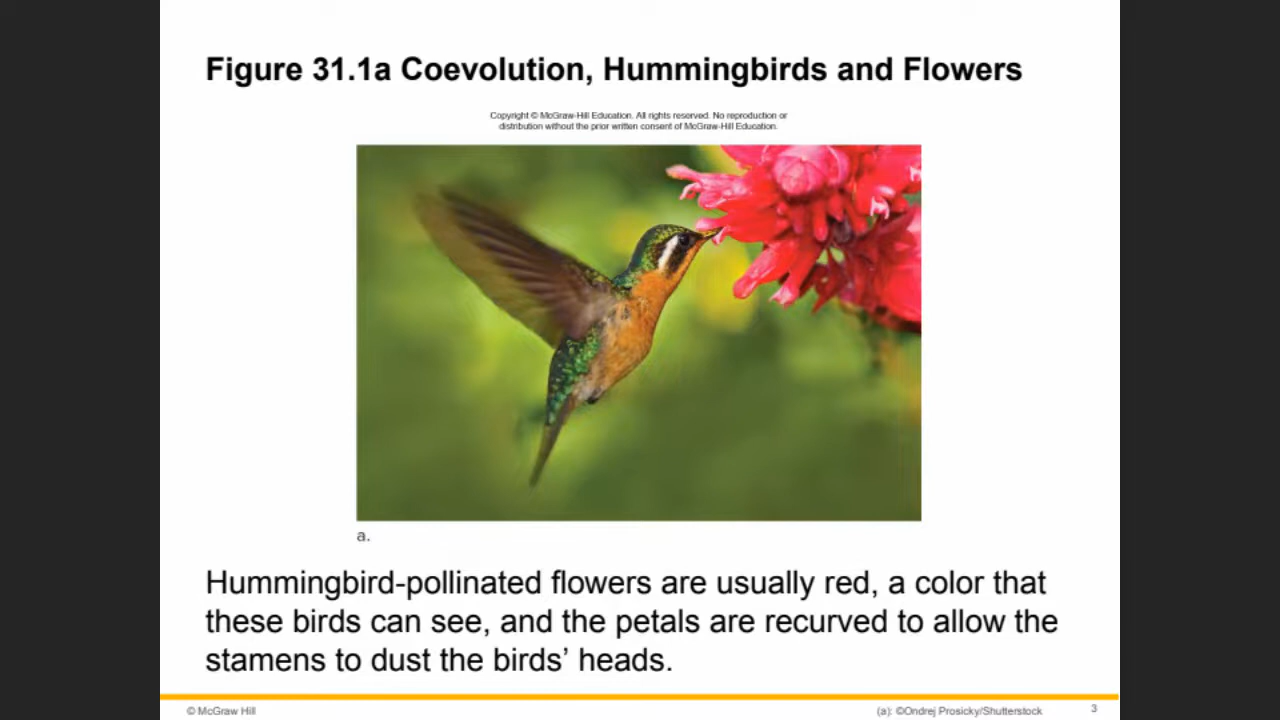 Figure 31.1a Coevolution, Hummingbirds and Flowers
Copyright © McGraw-Hill Education. All rights reserved. No reproduction or
distribution without the prior written consent of McGraw-Hill Education.
a.
Hummingbird-pollinated flowers are usually red, a color that
these birds can see, and the petals are recurved to allow the
stamens to dust the birds’ heads.
© McGraw Hill
(a): ©Ondrej Prosicky/Shutterstock
3